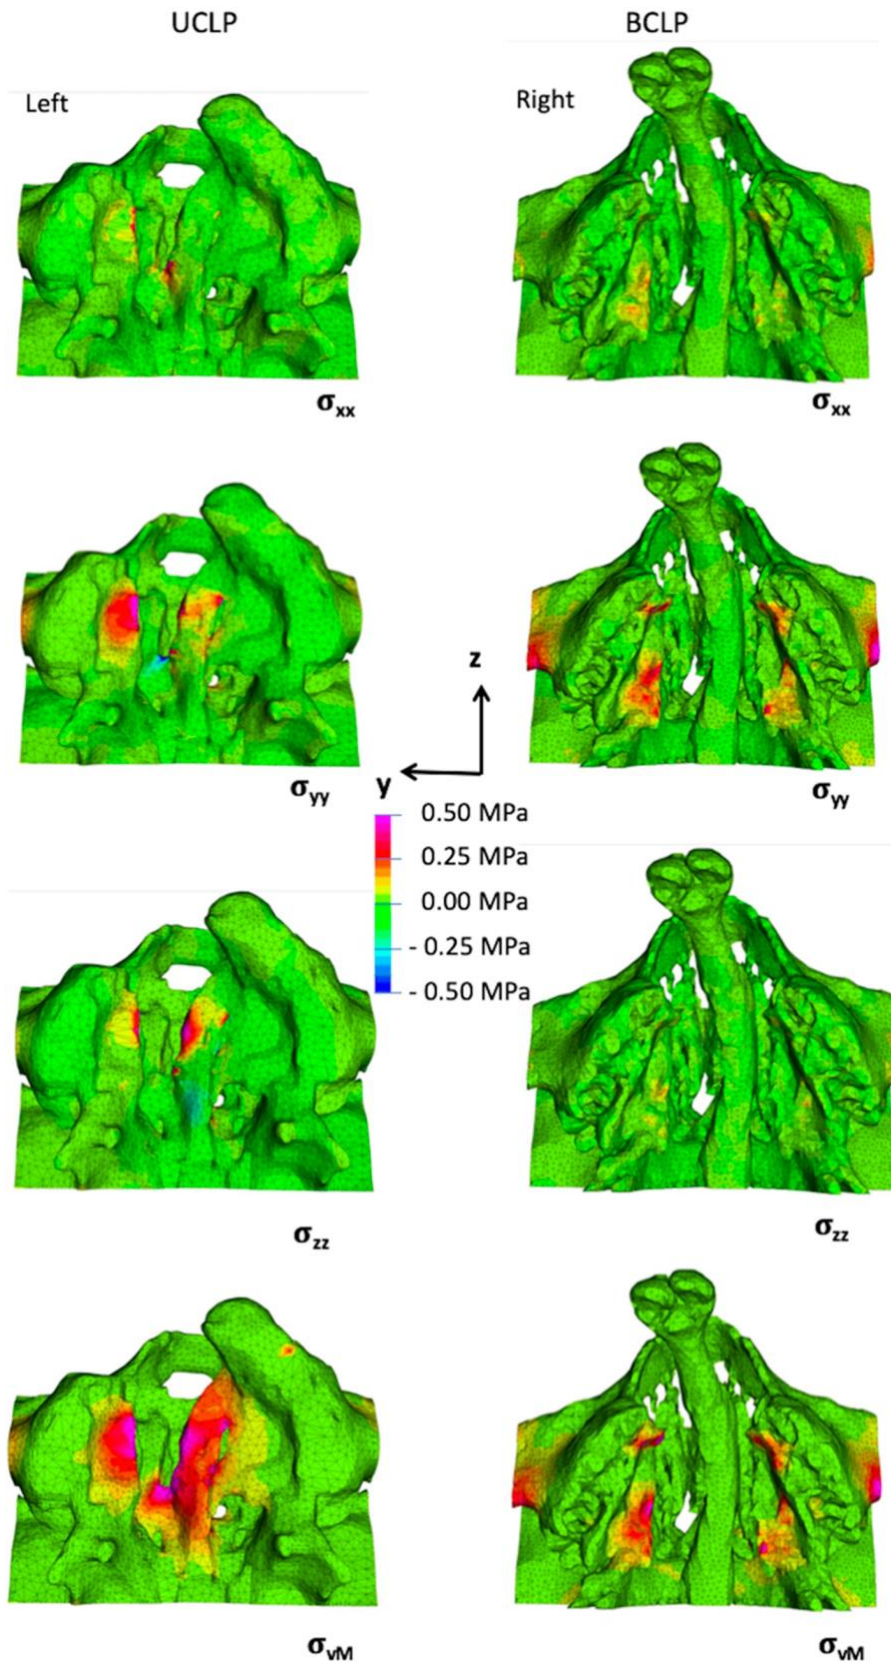 UCLP
BCLP
Left
Right
σxx
σxx
z
y
σyy
σyy
0.50 MPa
0.25 MPa
0.00 MPa
- 0.25 MPa
- 0.50 MPa
σzz
σzz
σvM
σvM